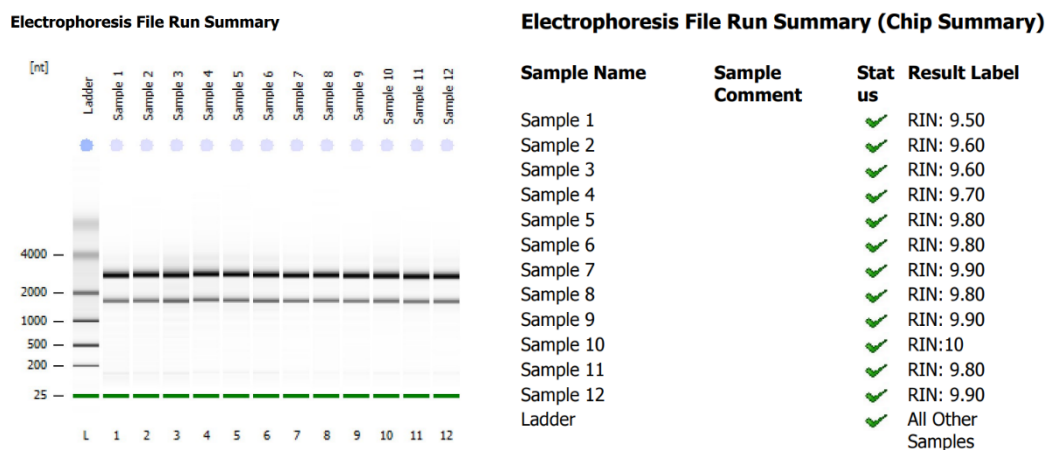 Electrophoresis File Run Summary
[nt]
Ladder
Sample 1
Sample 2
Sample 3
Sample 4
Sample 5
Sample 6
Sample 7
Sample 8
Sample 9
Sample 10
Sample 11
Sample 12
4000
2000
1000
500
200
25
L 1 2 3 4 5 6 7 8 9 10 11 12
Electrophoresis File Run Summary (Chip Summary)
Sample Name Sample Stat Result Label
Comment us
Sample 1 RIN: 9.50
Sample 2 RIN: 9.60
Sample 3 RIN: 9.60
Sample 4 RIN: 9.70
Sample 5 RIN: 9.80
Sample 6 RIN: 9.80
Sample 7 RIN: 9.90
Sample 8 RIN: 9.80
Sample 9 RIN: 9.90
Sample 10 RIN:10
Sample 11 RIN: 9.80
Sample 12 RIN: 9.90
Ladder All Other
Samples